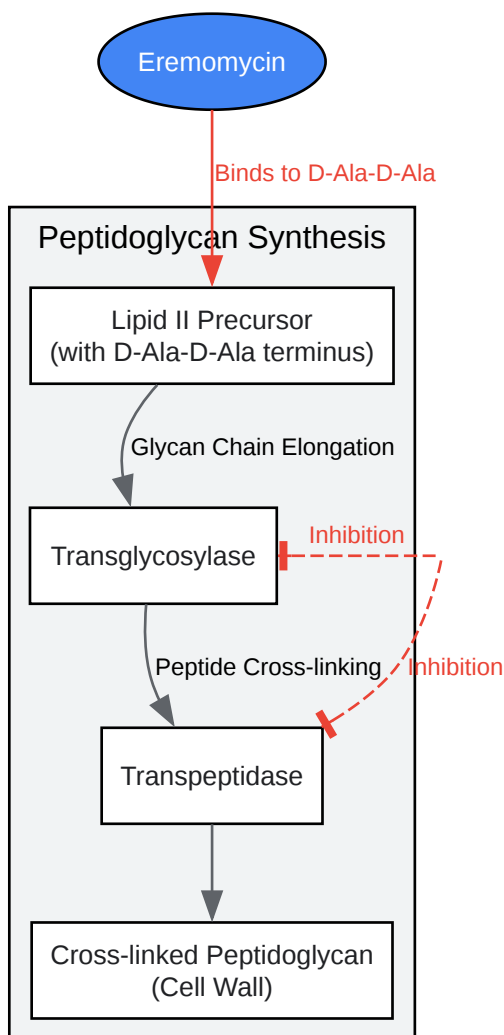 Eremomycin
Binds to D-Ala-D-Ala
Peptidoglycan Synthesis
Lipid II Precursor
(with D-Ala-D-Ala terminus)
Glycan Chain Elongation
Transglycosylase
Inhibition
Peptide Cross-linking
Inhibition
Transpeptidase
Cross-linked Peptidoglycan
(Cell Wall)